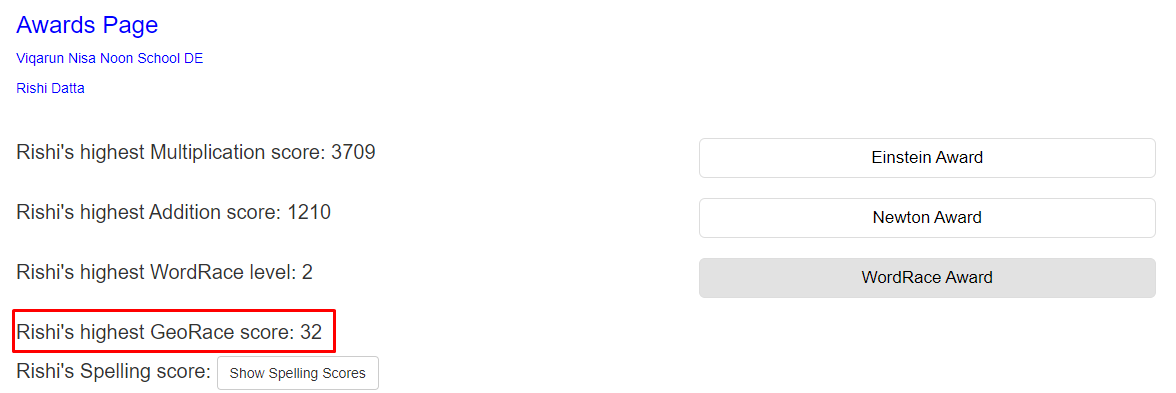 Awards Page
Viqarun Nisa Noon School DE
Rishi Datta
Rishi's highest Multiplication score: 3709
Einstein Award
Rishi's highest Addition score: 1210
Newton Award
Rishi's highest WordRace level: 2
WordRace Award
Rishi's highest GeoRace score: 32
Rishi's Spelling score: Show Spelling Scores